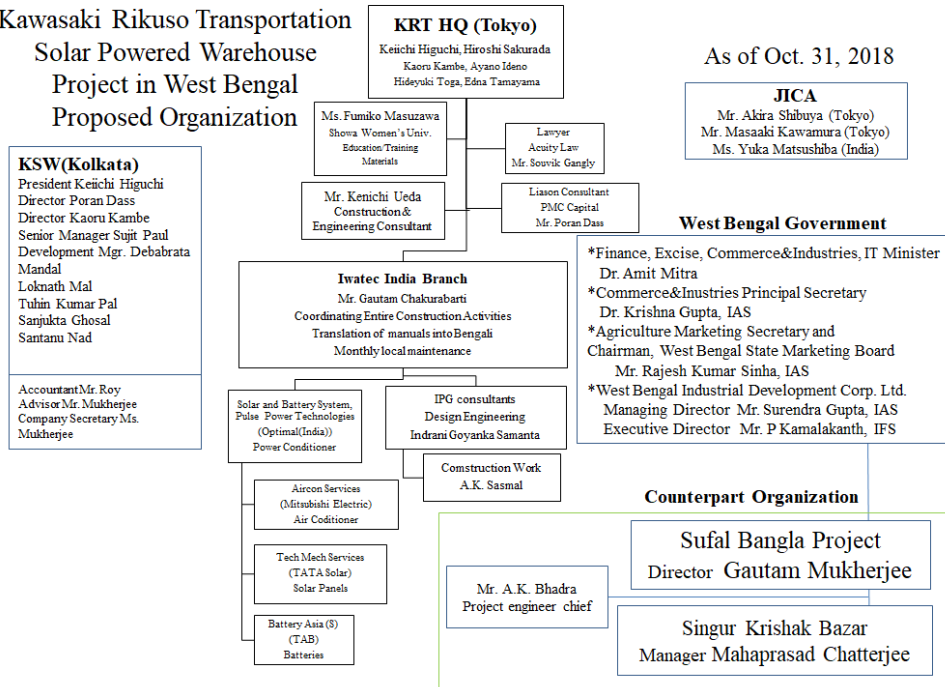 Kawasaki Rikuso Transportation
Solar Powered Warehouse
Project in West Bengal
Proposed Organization
KRT HQ (Tokyo)
Keiichi Higuchi, Hiroshi Sakurada
Kaoru Kambe, Ayano Ideno
Hideyuki Toga, Edna Tamayama
As of Oct. 31, 2018
JICA
Mr. Akira Shibuya (Tokyo)
Mr. Masaaki Kawamura (Tokyo)
Ms. Yuka Matsushiba (India)
Ms. Fumiko Masuzawa
Showa Women's Univ.
Education/Training
Materials
Lawyer
Acuity Law
Mr. Souvik Gangly
Mr. Kenichi Ueda
Construction &
Engineering Consultant
Liason Consultant
PMC Capital
Mr. Poran Dass
KSW(Kolkata)
President Keiichi Higuchi
Director Poran Dass
Director Kaoru Kambe
Senior Manager Sujit Paul
Development Mgr. Debabrata
Mandal
Loknath Mal
Tuhin Kumar Pal
Sanjukta Ghosal
Santanu Nad
Accountant Mr. Roy
Advisor Mr. Mukherjee
Company Secretary Ms.
Mukherjee
Iwatec India Branch
Mr. Gautam Chakurabarti
Coordinating Entire Construction Activities
Translation of manuals into Bengali
Monthly local maintenance
Solar and Battery System,
Pulse Power Technologies
(Optimal(India))
Power Conditioner
IPG consultants
Design Engineering
Indrani Goyanka Samanta
Comstruction Work
A.K. Sasmal
Aircon Services
(Mitsubishi Electric)
Air Coditioner
Tech Mech Services
(TATA Solar)
Solar Panels
Battery Asia (S)
(TAB)
Batteries
West Bengal Government
*Finance, Excise, Commerce&Industries, IT Minister
Dr. Amit Mitra
*Commerce&Inustries Principal Secretary
Dr. Krishna Gupta, IAS
*Agriculture Marketing Secretary and
Chairman, West Bengal State Marketing Board
Mr. Rajesh Kumar Sinha, IAS
*West Bengal Industrial Development Corp. Ltd.
Managing Director Mr. Surendra Gupta, IAS
Executive Director Mr. P Kamalakanth, IFS
Counterpart Organization
Sufal Bangla Project
Director Gautam Mukherjee
Mr. A.K. Bhadra
Project engineer chief
Singur Krishak Bazar
Manager Mahaprasad Chatterjee